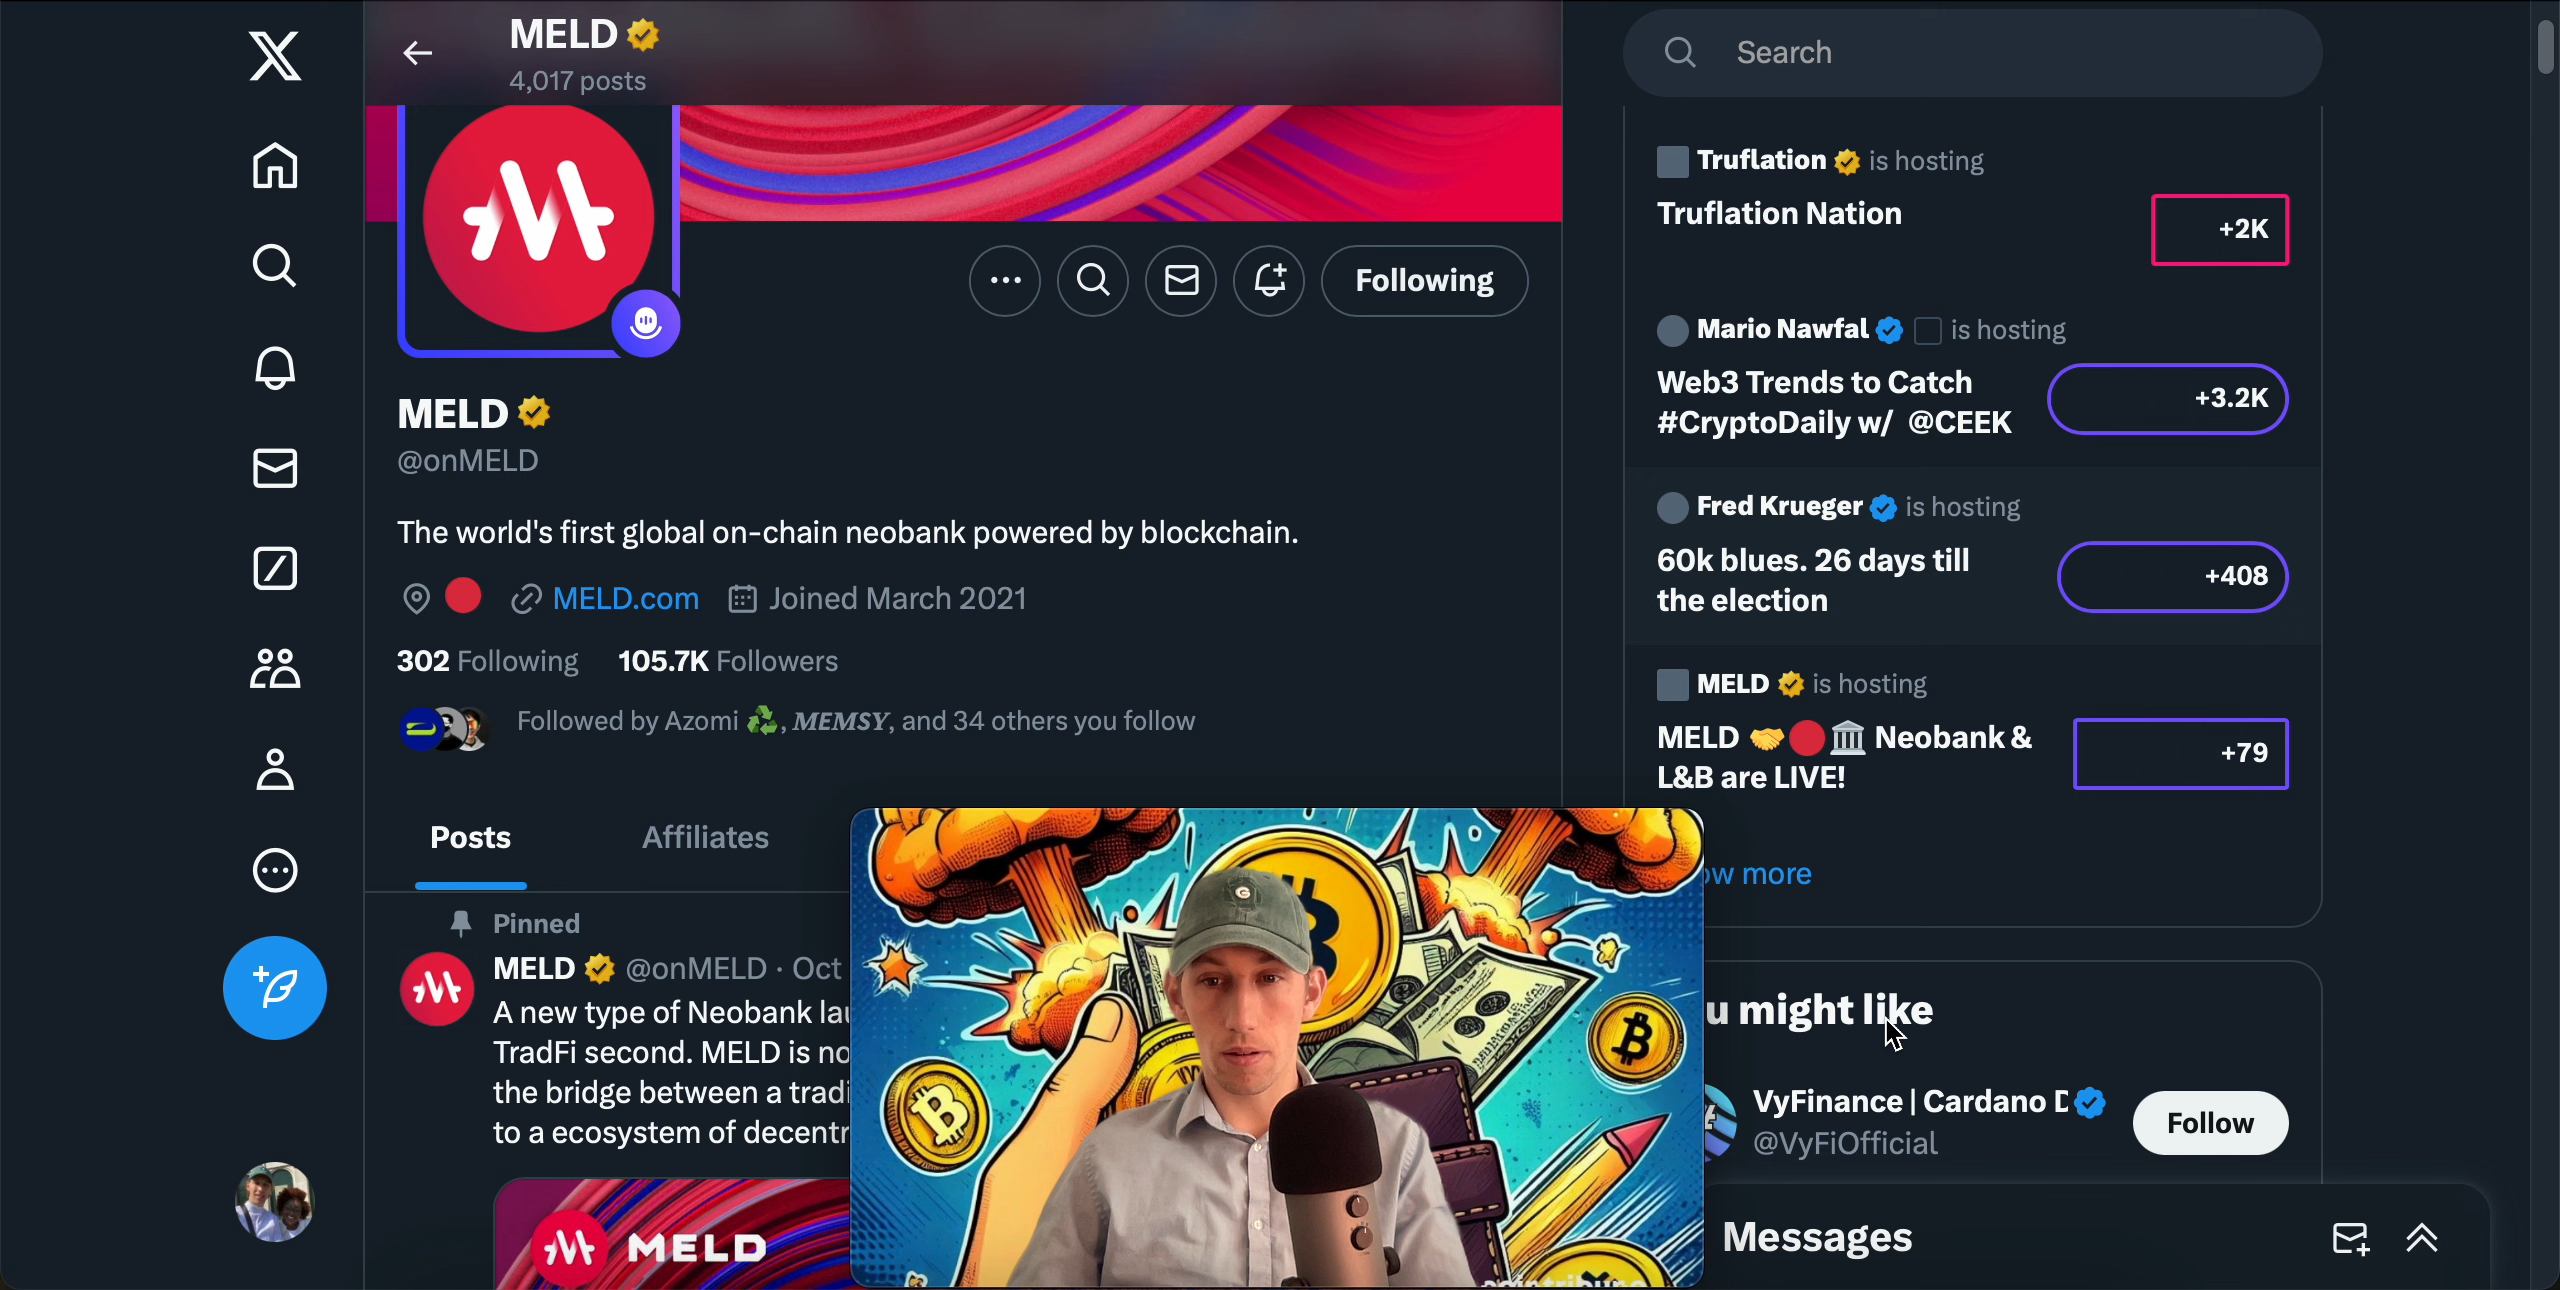 MELD
4,017 posts
Following
MELD
@onMELD
The world's first global on-chain neobank powered by blockchain.
MELD.com Joined March 2021
302 Following 105.7K Followers
Followed by Azomi ♻️, MEMSY, and 34 others you follow
Posts Affiliates
Pinned
MELD @onMELD · Oct
A new type of Neobank
TradFi second. MELD is
the bridge between a
to a ecosystem of
MELD
Search
Truflation is hosting
Truflation Nation
+2K
Mario Nawfal is hosting
Web3 Trends to Catch
#CryptoDaily w/ @CEEK
+3.2K
Fred Krueger is hosting
60k blues. 26 days till
the election
+408
MELD is hosting
MELD 🤝🔴🏛️ Neobank &
L&B are LIVE!
+79
more
might like
VyFinance | Cardano
@VyFiOfficial
Follow
Messages